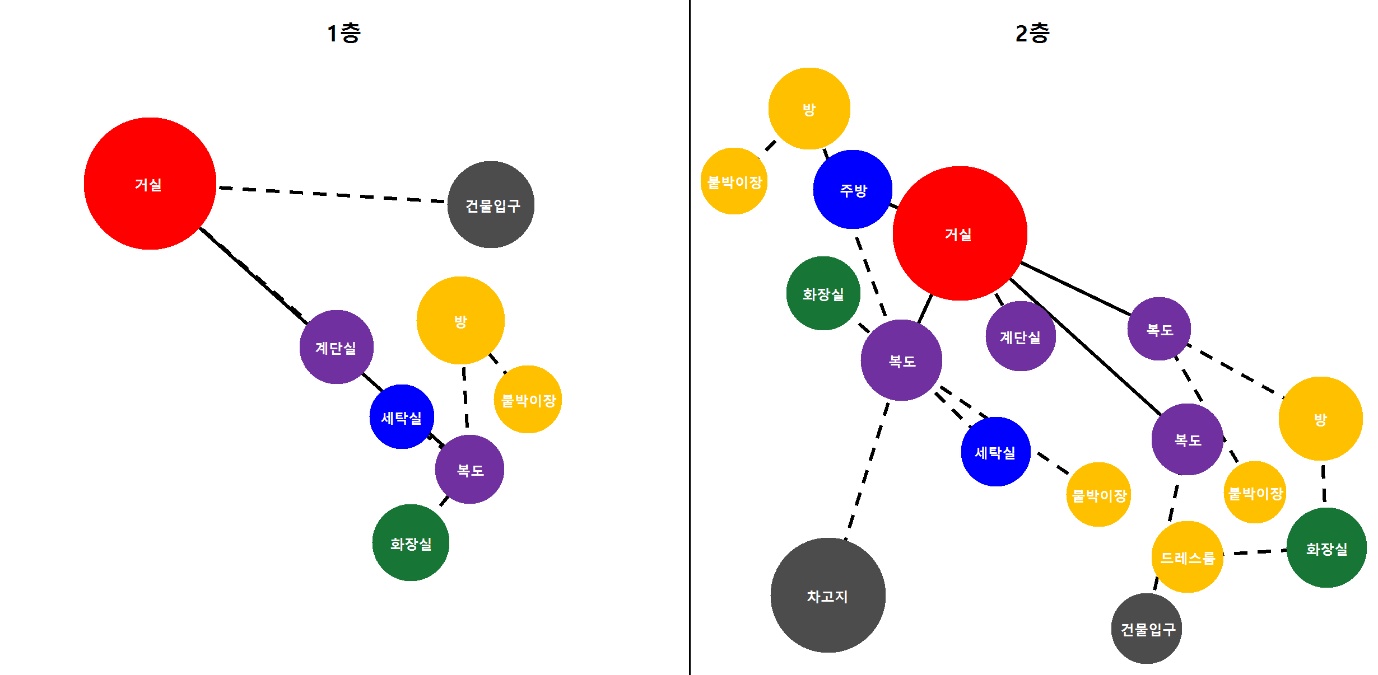 1층
거실
건물입구
방
계단실
붙박이장
세탁실
복도
화장실
2층
방
붙박이장
주방
거실
화장실
계단실
복도
복도
방
복도
세탁실
붙박이장
붙박이장
드레스룸
화장실
차고지
건물입구